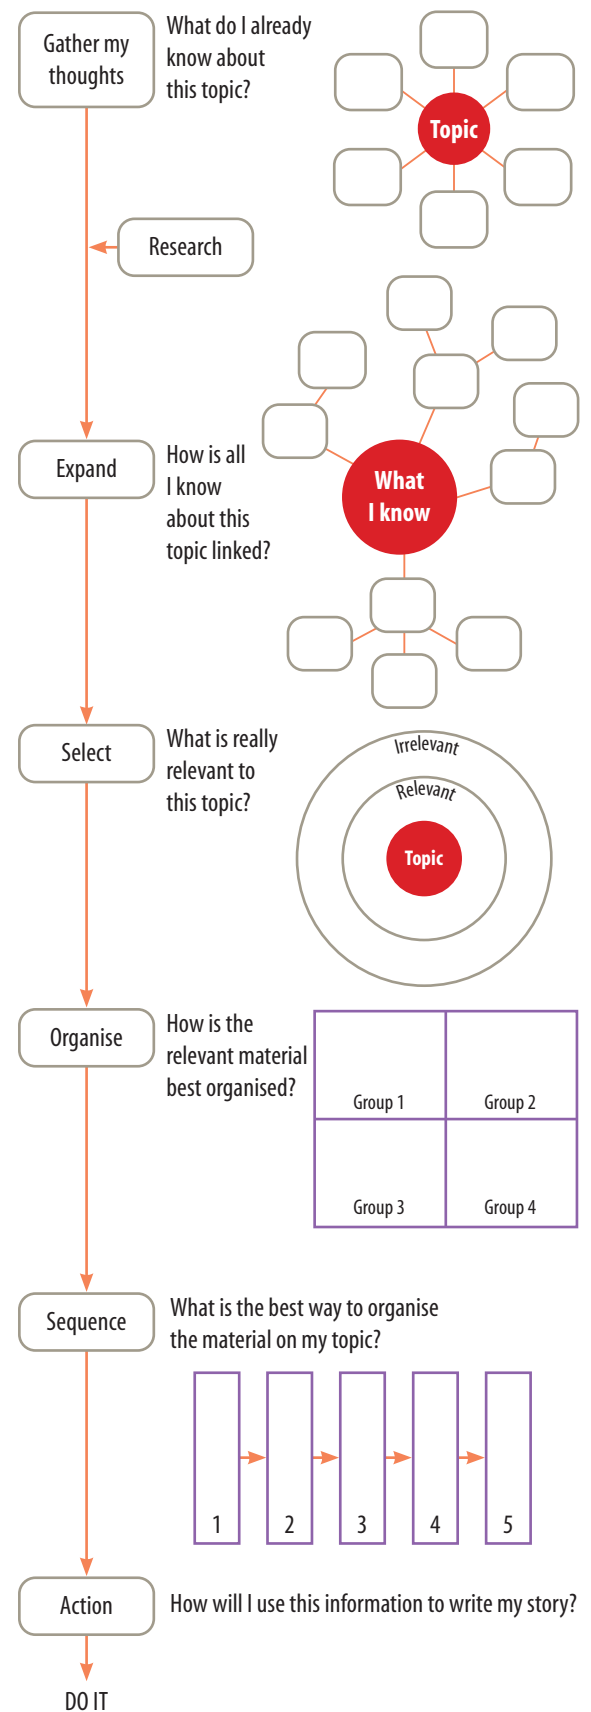 Gather my
thoughts
What do I already
know about
this topic?
Topic
Research
Expand
How is all
I know
about this
topic linked?
What
I know
Select
What is really
relevant to
this topic?
Irrelevant
Relevant
Topic
Organise
How is the
relevant material
best organised?
Group 1
Group 2
Group 3
Group 4
Sequence
What is the best way to organise
the material on my topic?
1
2
3
4
5
Action
How will I use this information to write my story?
DO IT